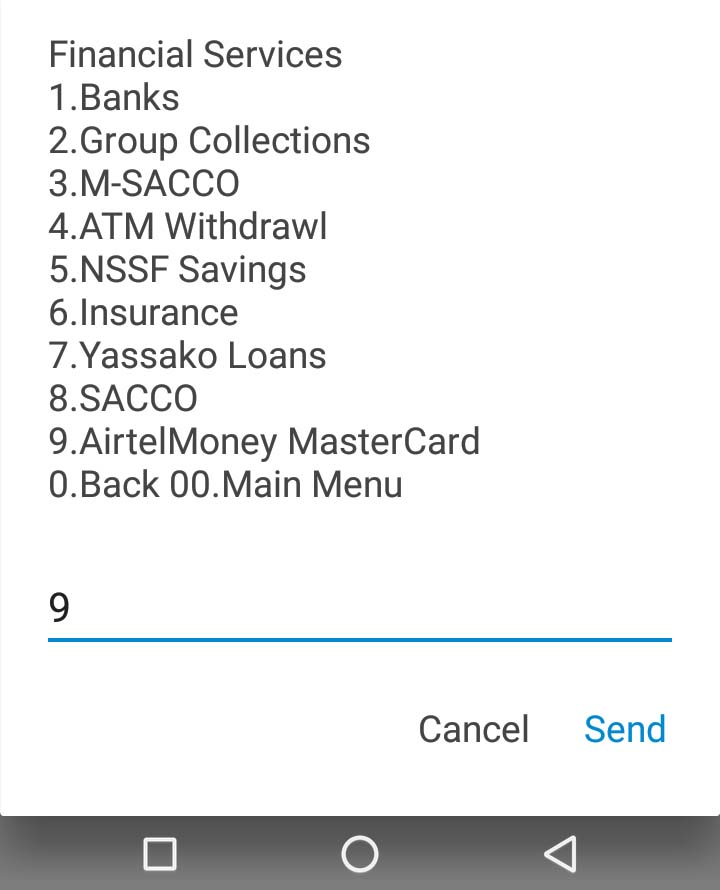 Financial Services
1.Banks
2.Group Collections
3.M-SACCO
4.ATM Withdrawl
5.NSSF Savings
6.Insurance
7.Yassako Loans
8.SACCO
9.AirtelMoney MasterCard
0.Back 00.Main Menu
9
Cancel Send